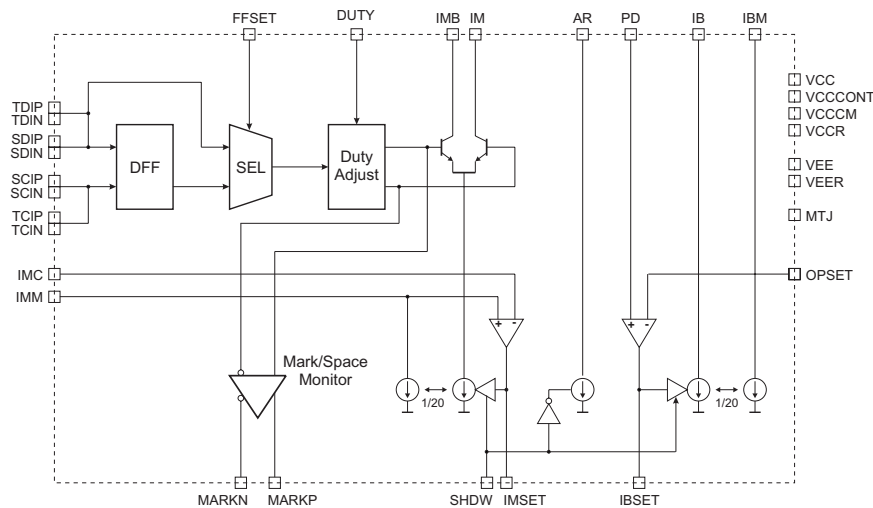 FFSET
DUTY
IMB
IM
AR
PD
IB
IBM
TDIP
TDIN
SDIP
SDIN
SCIP
SCIN
TCIP
TCIN
IMC
IMM
DFF
SEL
Duty
Adjust
VCC
VCCCONT
VCCCM
VCCR
VEE
VEER
MTJ
OPSET
+ -
+ -
Mark/Space
Monitor
1/20
1/20
MARKN
MARKP
SHDW
IMSET
IBSET